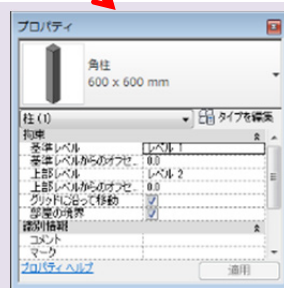 プロパティ
角柱
600 x 600 mm
柱 (1)
タイプを編集
拘束
基準レベル レベル 1
基準レベルからのオフセ... 0.0
上部レベル レベル 2
上部レベルからのオフセ... 0.0
グリッドに沿って移動
部屋の境界
識別情報
コメント
マーク
プロパティ ヘルプ
適用